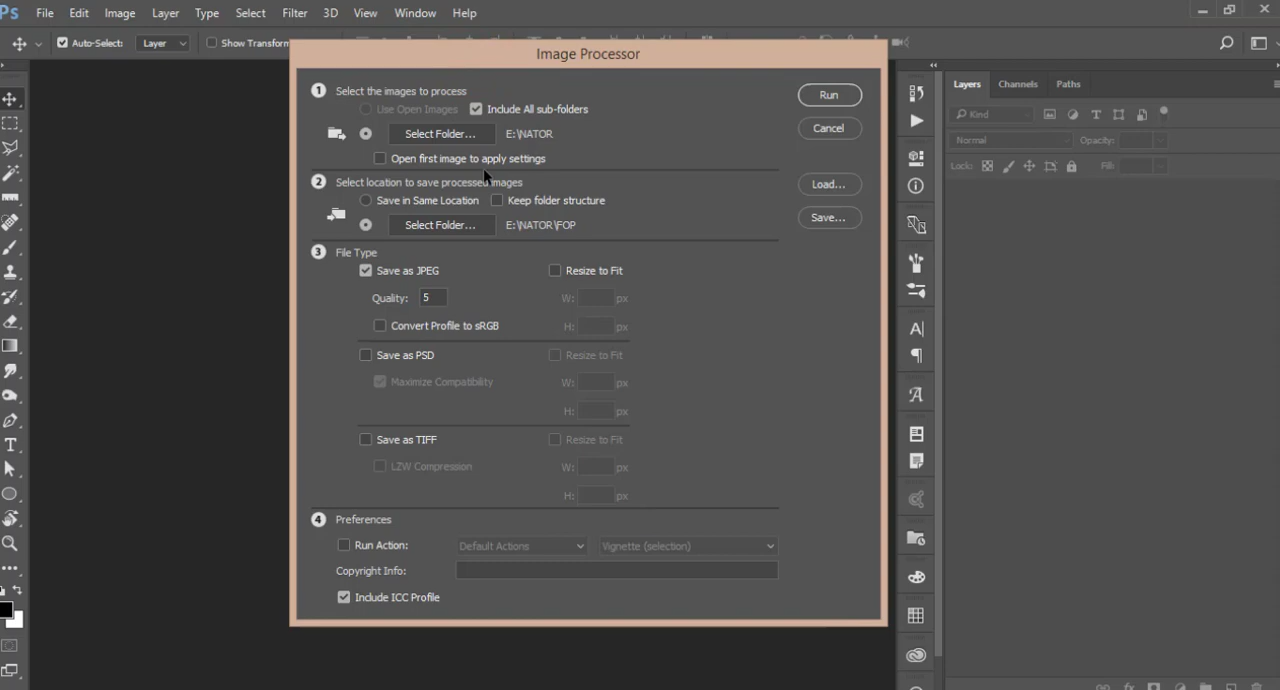 Ps File Edit Image Layer Type Select Filter 3D View Window Help
Auto-Select: Layer Show Transform
Image Processor
1 Select the images to process
Use Open Images Include All sub-folders
Select Folder... E:\NATOR
Open first image to apply settings
Run
Cancel
2 Select location to save processed images
Save in Same Location Keep folder structure
Select Folder... E:\NATOR\FOP
Load...
Save...
3 File Type
Save as JPEG Resize to Fit
Quality: 5 W: px
Convert Profile to sRGB H: px
Save as PSD Resize to Fit
Maximize Compatibility W: px
H: px
Save as TIFF Resize to Fit
LZW Compression W: px
H: px
4 Preferences
Run Action: Default Actions Vignette (selection)
Copyright Info:
Include ICC Profile
Layers Channels Paths
Kind
Normal Opacity:
Lock: Fill: